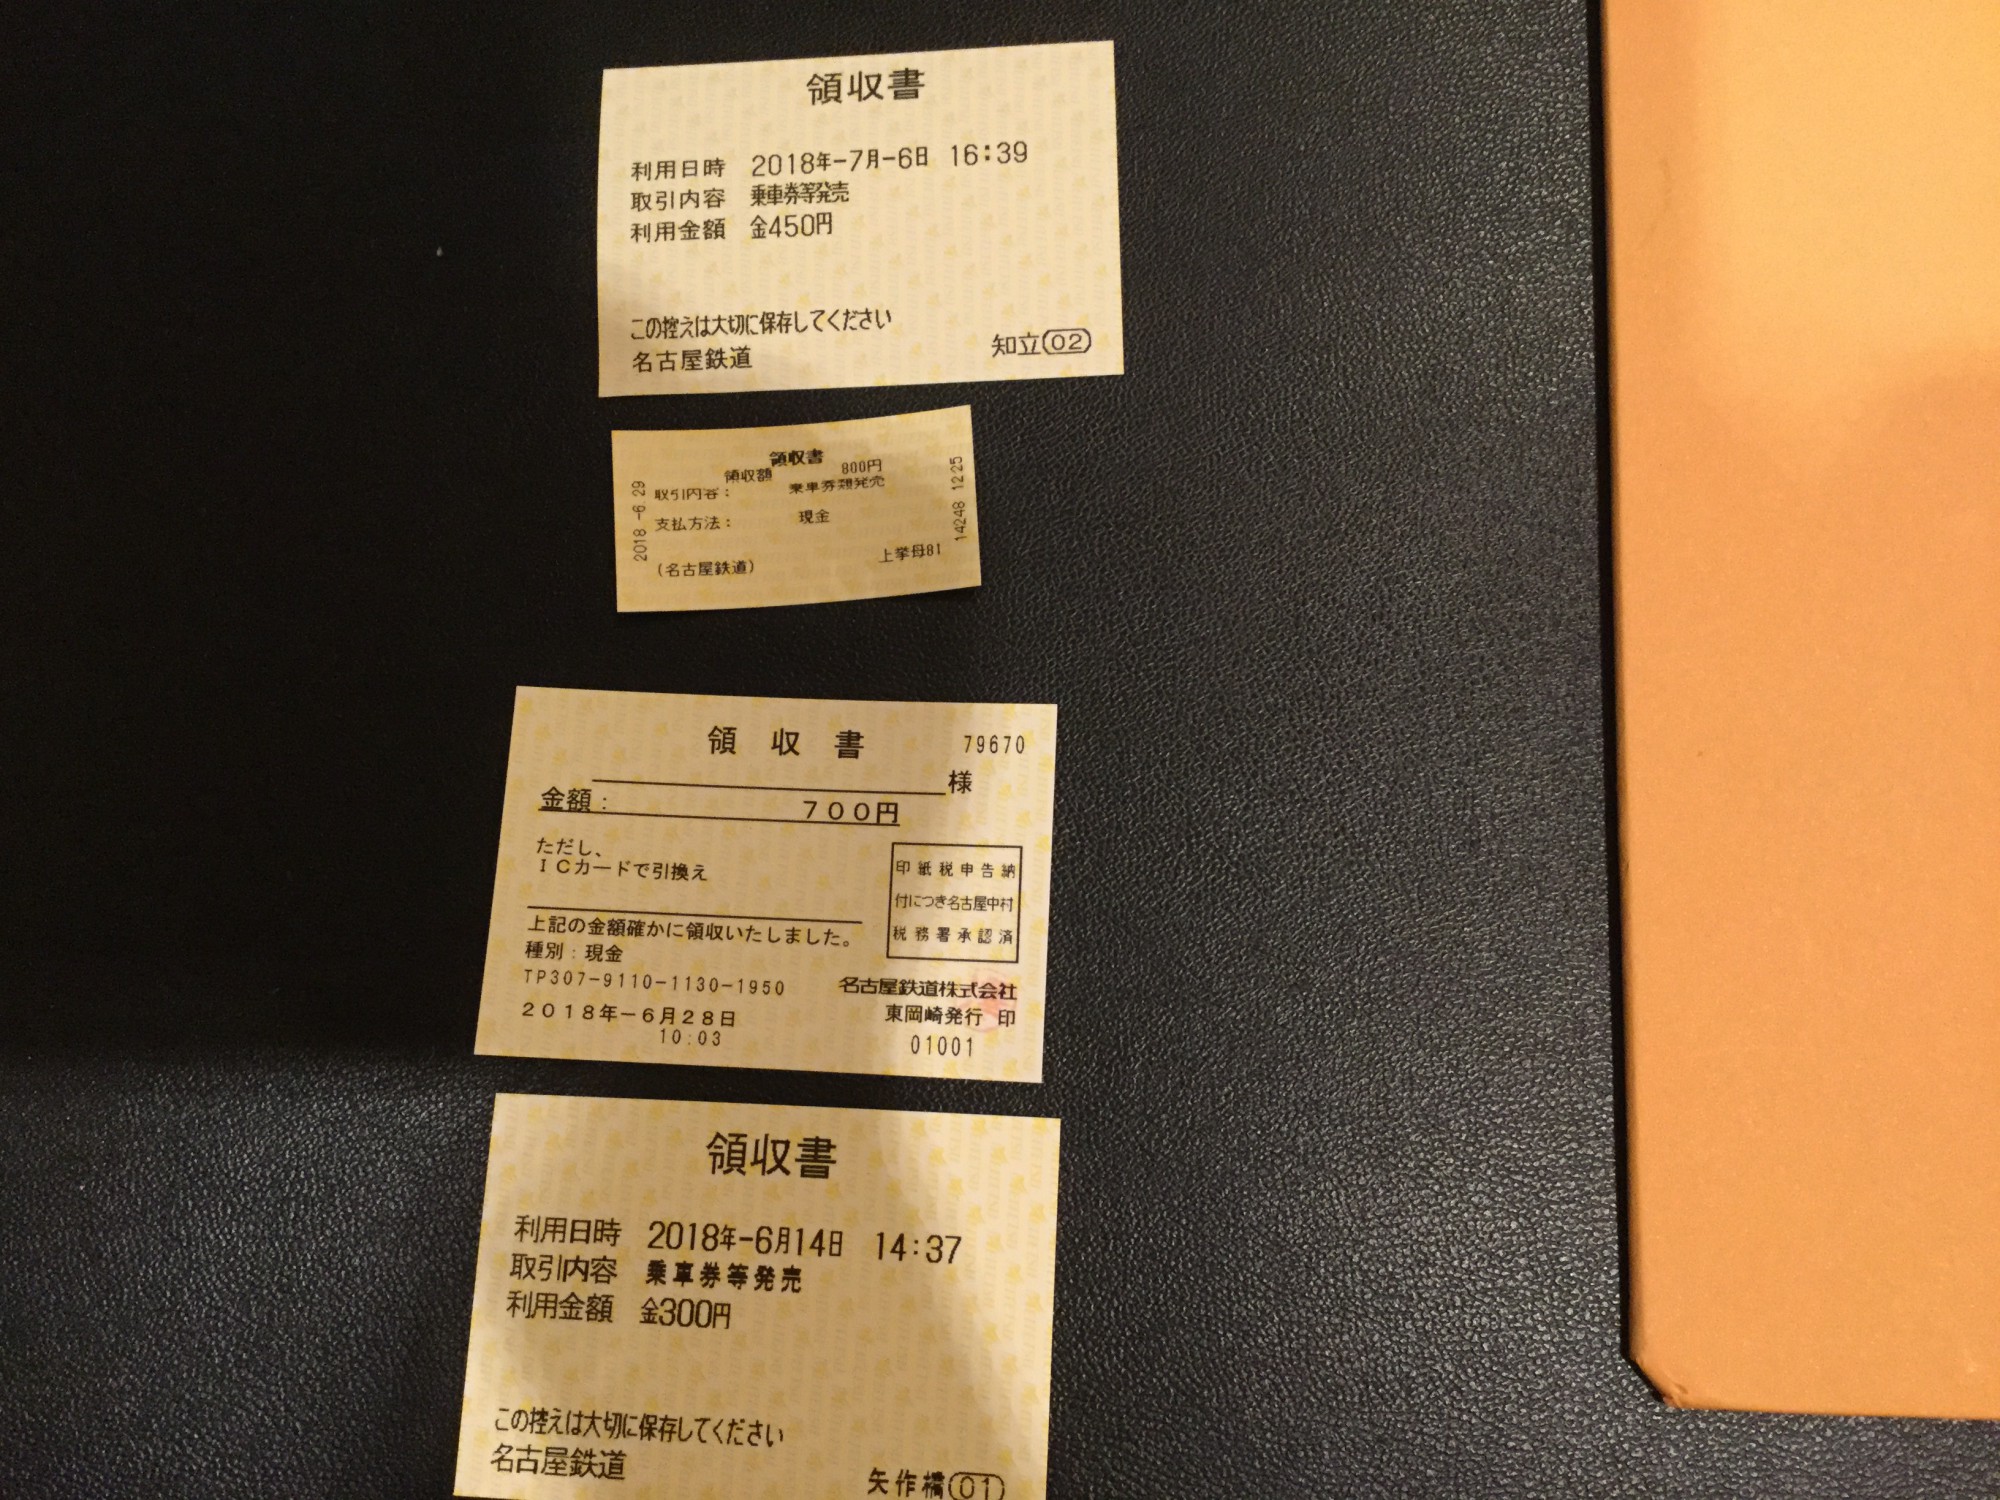 領収書
利用日時 2018年-7月-6日 16:39
取引内容 乗車券等発売
利用金額 金450円
この控えは大切に保存してください
名古屋鉄道
知立02
領収書
領収額 800円
取引内容: 乗車券類発売
支払方法: 現金
(名古屋鉄道)
上挙母81
2018 -6.29
14248 1225
領 収 書
79670
様
金額: 700円
ただし、
ICカードで引換え
上記の金額確かに領収いたしました。
種別:現金
TP307-9110-1130-1950
2018年-6月28日
10:03
印紙税申告納
付につき名古屋中村
税務署承認済
名古屋鉄道株式会社
東岡崎発行 印
01001
領収書
利用日時 2018年-6月14日 14:37
取引内容 乗車券等発売
利用金額 金300円
この控えは大切に保存してください
名古屋鉄道
矢作橋01